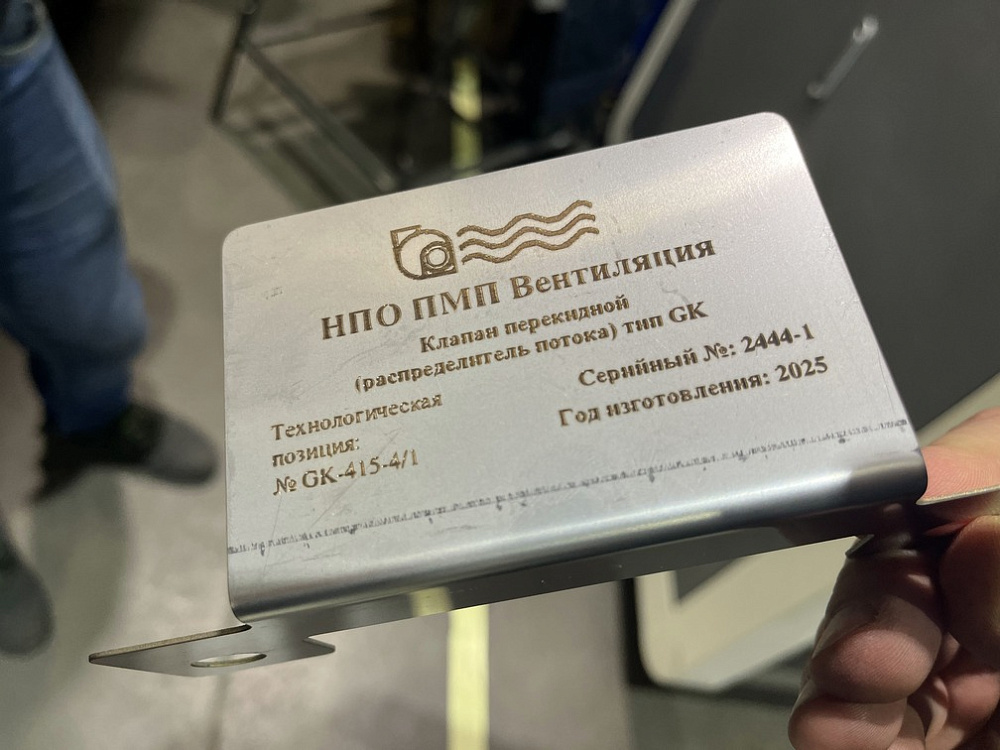 НПО ПМП Вентиляция
Клапан перекидной
(распределитель потока) тип GK
Серийный №: 2444-1
Год изготовления: 2025
Технологическая
позиция:
№ GK-415-4/1